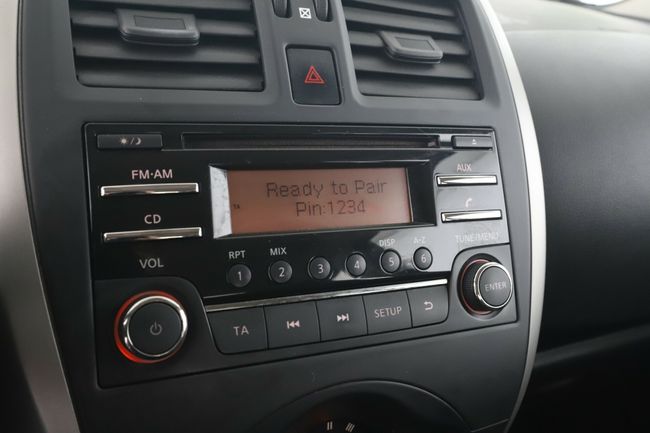 FM·AM
CD
VOL
Ready to Pair
Pin:1234
AUX
TUNE/MENU
ENTER
RPT
MIX
DISP
A-Z
1
2
3
4
5
6
TA
SETUP